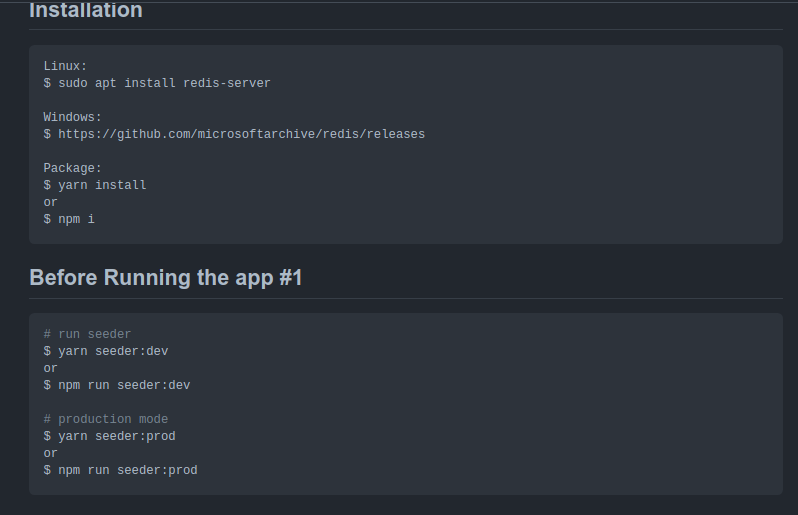 Installation
Linux:
$ sudo apt install redis-server
Windows:
$ https://github.com/microsoftarchive/redis/releases
Package:
$ yarn install
or
$ npm i
Before Running the app #1
# run seeder
$ yarn seeder:dev
or
$ npm run seeder:dev
# production mode
$ yarn seeder:prod
or
$ npm run seeder:prod